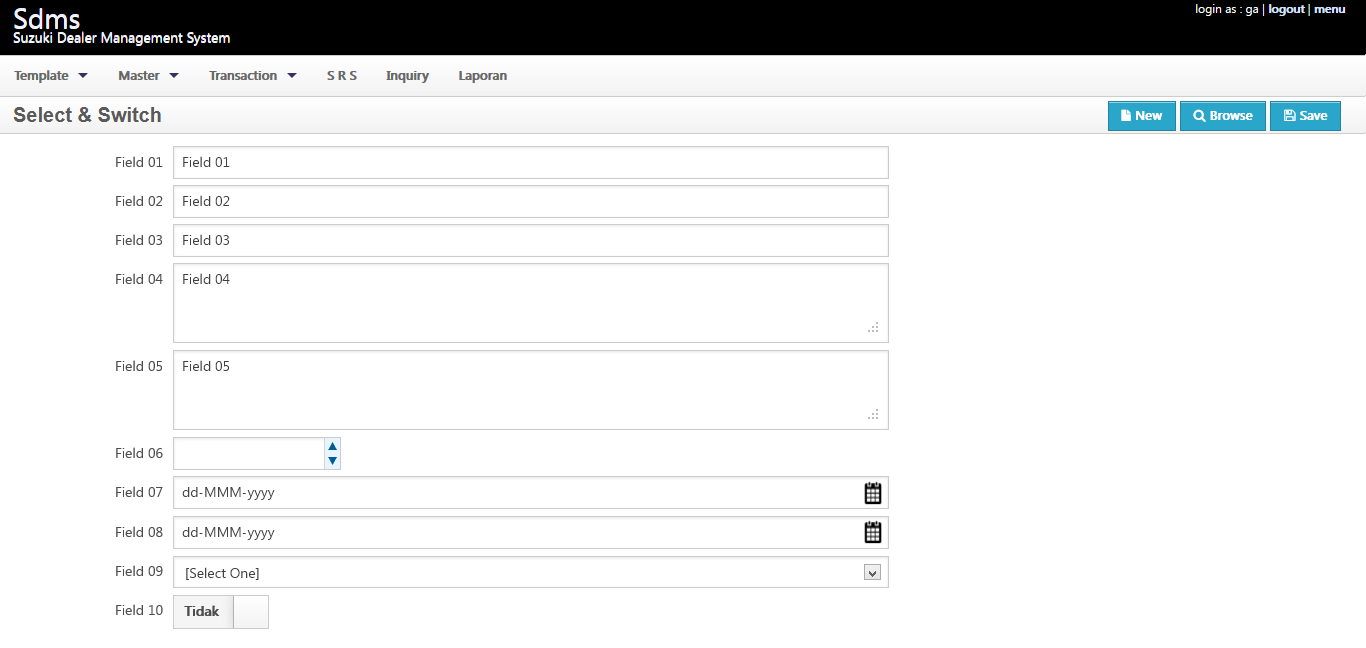 Sdms
Suzuki Dealer Management System
login as : ga | logout | menu
Template Master Transaction S R S Inquiry Laporan
Select & Switch
New Browse Save
Field 01 Field 01
Field 02 Field 02
Field 03 Field 03
Field 04 Field 04
Field 05 Field 05
Field 06
Field 07 dd-MMM-yyyy
Field 08 dd-MMM-yyyy
Field 09 [Select One]
Field 10 Tidak